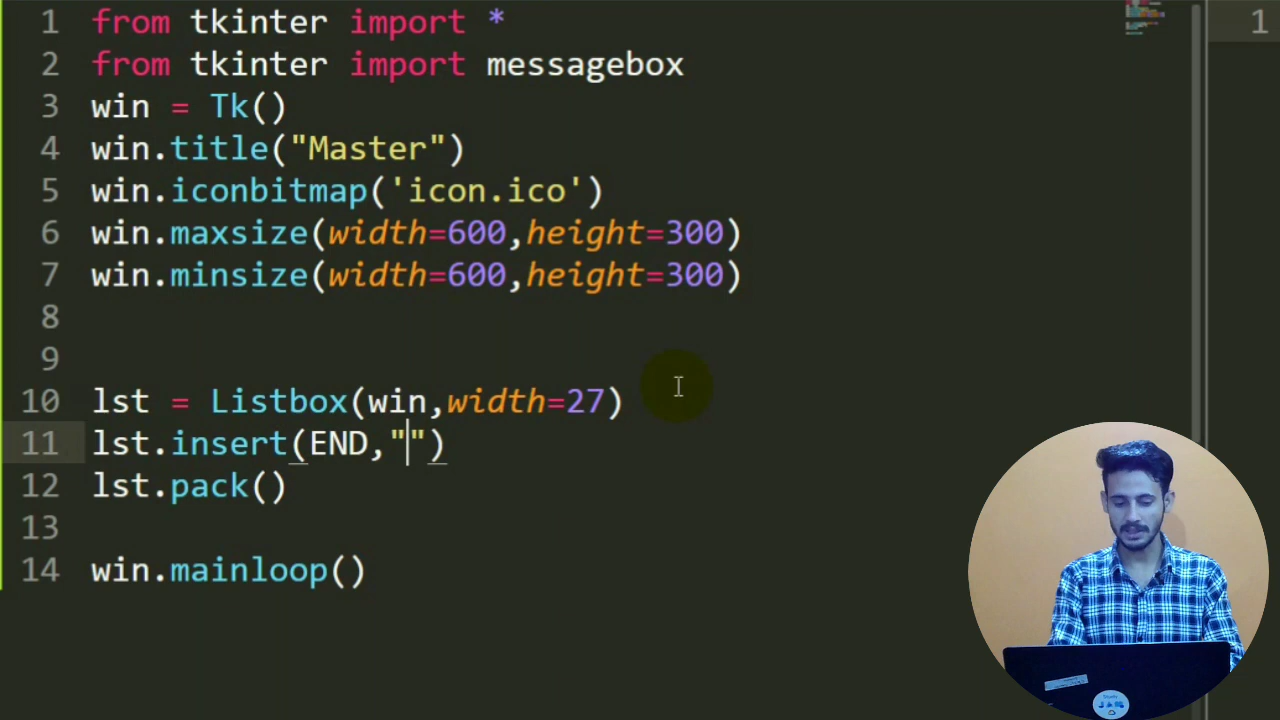 1 from tkinter import *
2 from tkinter import messagebox
3 win = Tk()
4 win.title("Master")
5 win.iconbitmap('icon.ico')
6 win.maxsize(width=600,height=300)
7 win.minsize(width=600,height=300)
8
9
10 lst = Listbox(win,width=27)
11 lst.insert(END,"")
12 lst.pack()
13
14 win.mainloop()
1